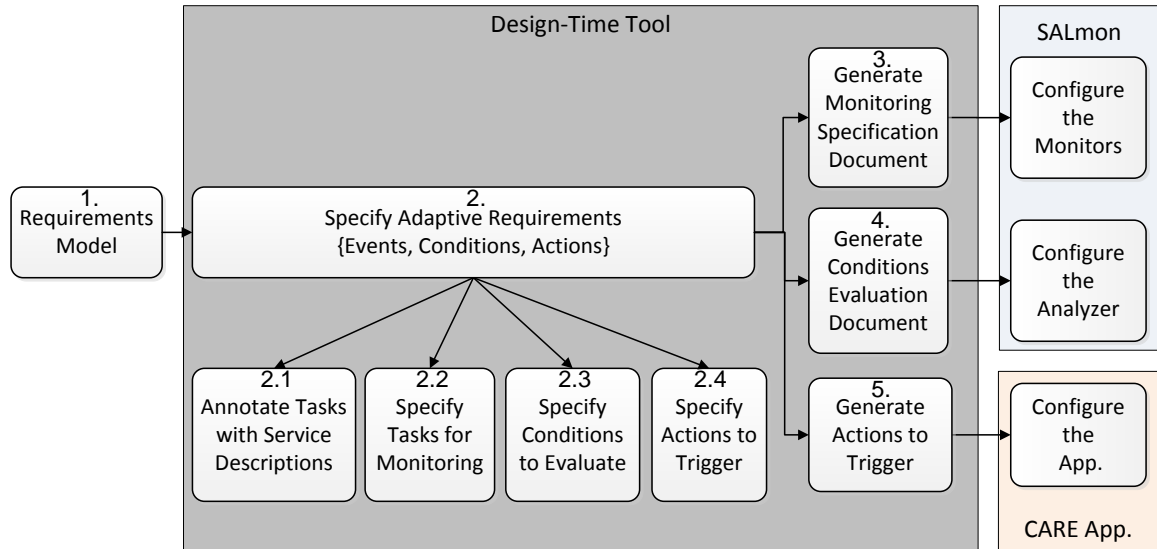 Design-Time Tool
SALmon
1.
Requirements
Model
2.
Specify Adaptive Requirements
{Events, Conditions, Actions}
2.1
Annotate Tasks
with Service
Descriptions
2.2
Specify
Tasks for
Monitoring
2.3
Specify
Conditions
to Evaluate
2.4
Specify
Actions to
Trigger
3.
Generate
Monitoring
Specification
Document
4.
Generate
Conditions
Evaluation
Document
5.
Generate
Actions to
Trigger
Configure
the
Monitors
Configure
the
Analyzer
Configure
the
App.
CARE App.